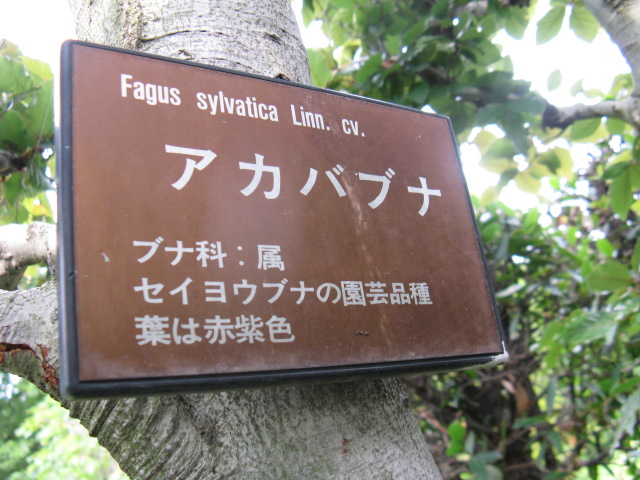 Fagus sylvatica Linn. cv.
アカバブナ
ブナ科：属
セイヨウブナの園芸品種
葉は赤紫色